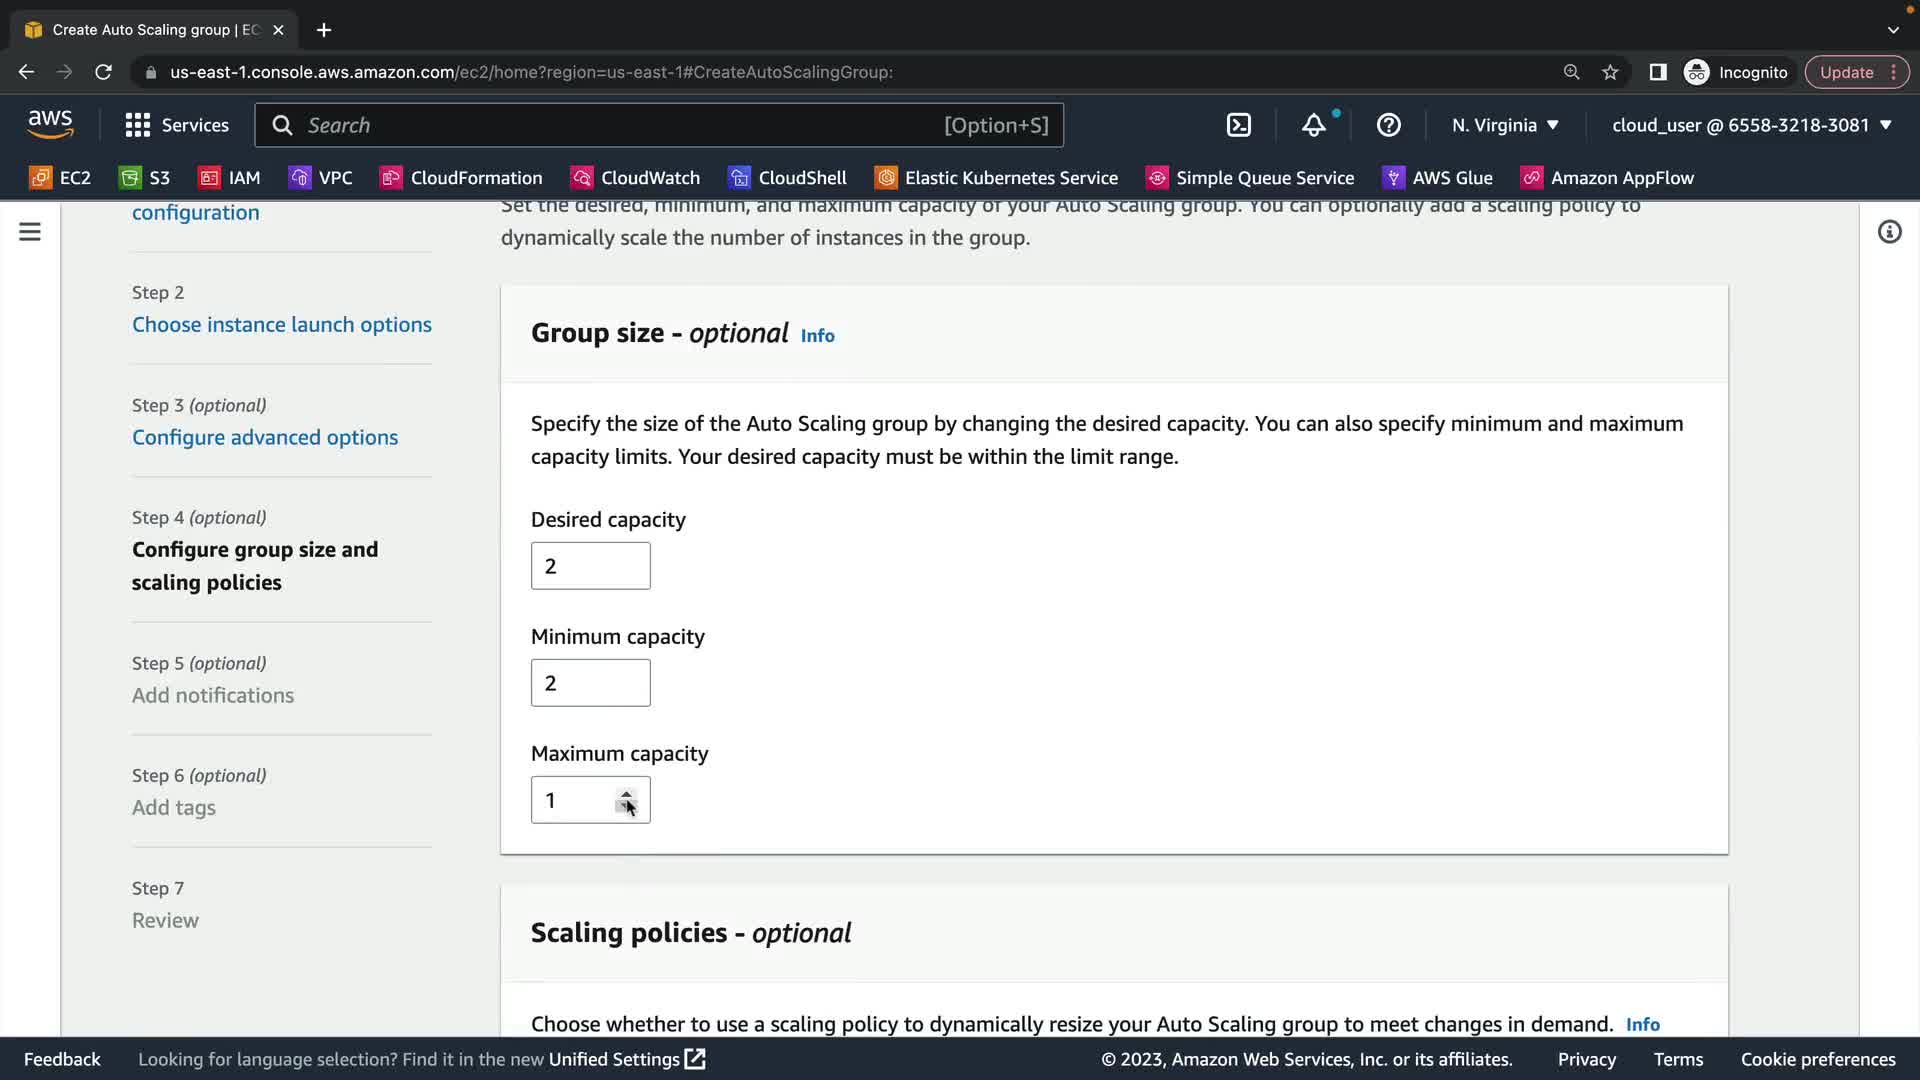 Create Auto Scaling group | EC
us-east-1.console.aws.amazon.com/ec2/home?region=us-east-1#CreateAutoScalingGroup:
Incognito
Update
aws
Services
Search
[Option+S]
N. Virginia
cloud_user @ 6558-3218-3081
EC2
S3
IAM
VPC
CloudFormation
CloudWatch
CloudShell
Elastic Kubernetes Service
Simple Queue Service
AWS Glue
Amazon AppFlow
configuration
Step 2
Choose instance launch options
Step 3 (optional)
Configure advanced options
Step 4 (optional)
Configure group size and
scaling policies
Step 5 (optional)
Add notifications
Step 6 (optional)
Add tags
Step 7
Review
Set the desired, minimum, and maximum capacity of your Auto Scaling group. You can optionally add a scaling policy to
dynamically scale the number of instances in the group.
Group size - optional Info
Specify the size of the Auto Scaling group by changing the desired capacity. You can also specify minimum and maximum
capacity limits. Your desired capacity must be within the limit range.
Desired capacity
2
Minimum capacity
2
Maximum capacity
1
Scaling policies - optional
Choose whether to use a scaling policy to dynamically resize your Auto Scaling group to meet changes in demand. Info
Feedback
Looking for language selection? Find it in the new Unified Settings
© 2023, Amazon Web Services, Inc. or its affiliates.
Privacy
Terms
Cookie preferences